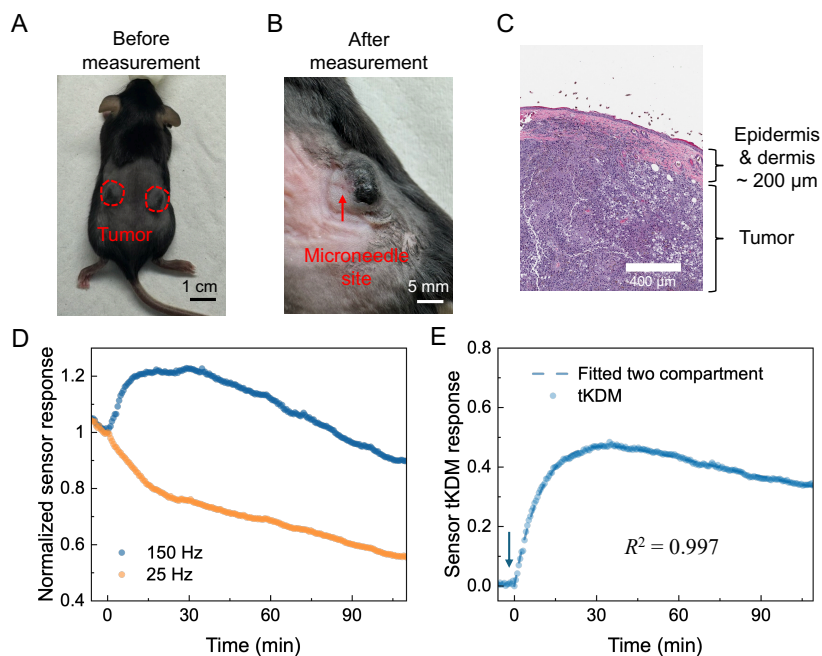 A
Before
measurement
Tumor
1 cm
B
After
measurement
Microneedle
site
5 mm
C
Epidermis
& dermis
~ 200 μm
Tumor
400 μm
D
Normalized sensor response
1.2
1
0.8
0.6
0.4
150 Hz
25 Hz
0
30
60
90
Time (min)
E
Sensor tKDM response
0.8
0.6
0.4
0.2
0.0
Fitted two compartment
tKDM
R² = 0.997
0
30
60
90
Time (min)